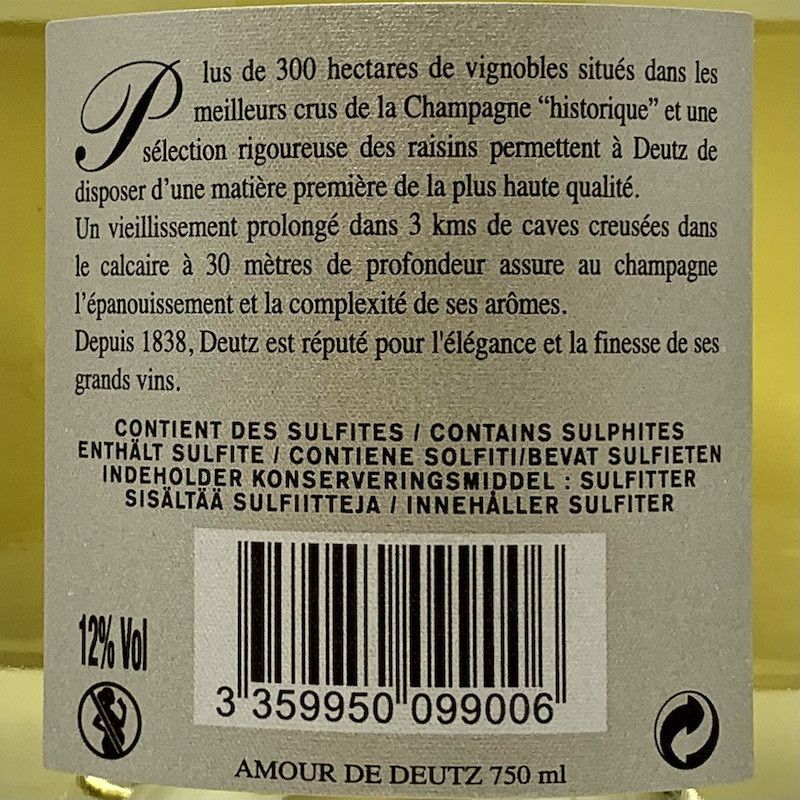 Plus de 300 hectares de vignobles situés dans les
meilleurs crus de la Champagne “historique” et une
sélection rigoureuse des raisins permettent à Deutz de
disposer d’une matière première de la plus haute qualité.
Un vieillissement prolongé dans 3 kms de caves creusées dans
le calcaire à 30 mètres de profondeur assure au champagne
l’épanouissement et la complexité de ses arômes.
Depuis 1838, Deutz est réputé pour l'élégance et la finesse de ses
grands vins.
CONTIENT DES SULFITES / CONTAINS SULPHITES
ENTHÄLT SULFITE / CONTIENE SOLFITI/BEVAT SULFIETEN
INDEHOLDER KONSERVERINGSMIDDEL : SULFITTER
SISÄLTÄÄ SULFIITTEJA / INNEHÅLLER SULFITER
12% Vol
3 359950 099006
AMOUR DE DEUTZ 750 ml